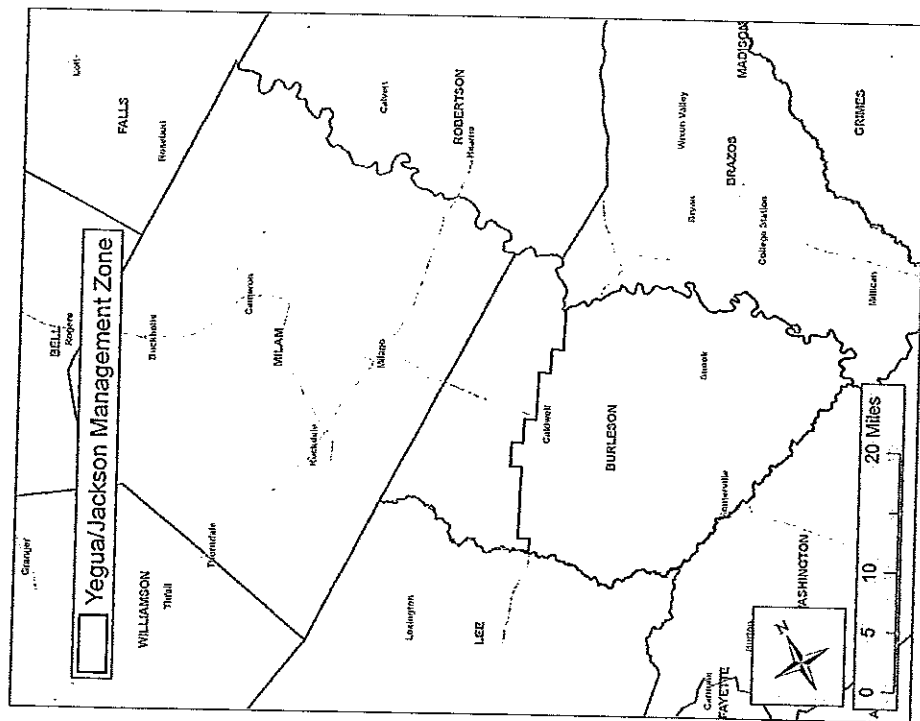 Granger
BELL
Rogers
FALLS
Rosebud
Yegua/Jackson Management Zone
Buckholts
WILLIAMSON
Thrall
Thorndale
Cameron
MILAM
Calvert
Rockdale
Milano
ROBERTSON
Hearne
Lexington
LEE
Caldwell
BURLESON
Snook
Wixon Valley
Bryan
BRAZOS
MADISON
College Station
Somerville
Millican
GRIMES
ASHINGTON
Burton
FAYETTE
N
0 5 10 20 Miles